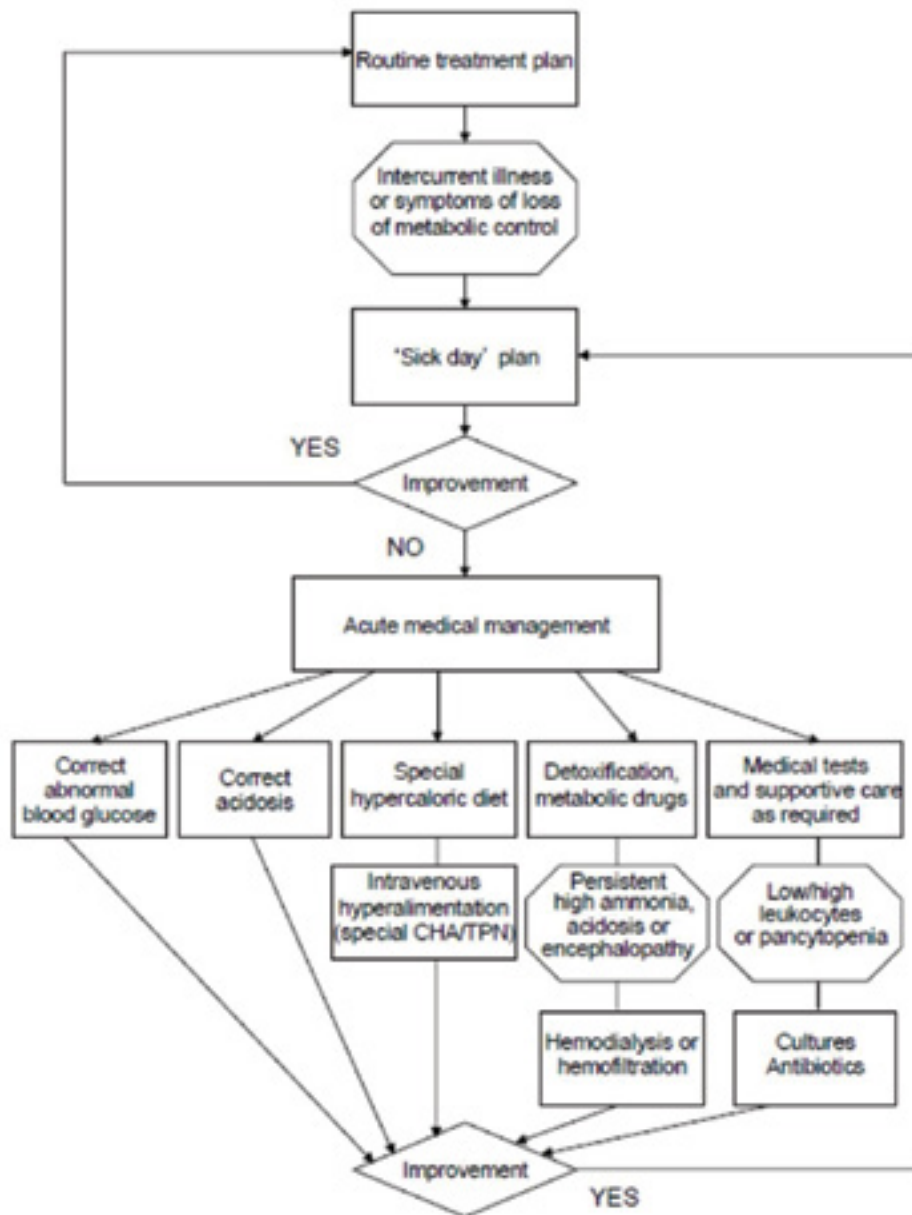 Routine treatment plan
Intercurrent illness
or symptoms of loss
of metabolic control
"Sick day" plan
YES
Improvement
NO
Acute medical management
Correct
abnormal
blood glucose
Correct
acidosis
Special
hypercaloric diet
Detoxification,
metabolic drugs
Medical tests
and supportive care
as required
Intravenous
hyperalimentation
(special CHA/TPN)
Persistent
high ammonia,
acidosis or
encephalopathy
Low/high
leukocytes
or pancytopenia
Hemodialysis or
hemofiltration
Cultures
Antibiotics
Improvement
YES